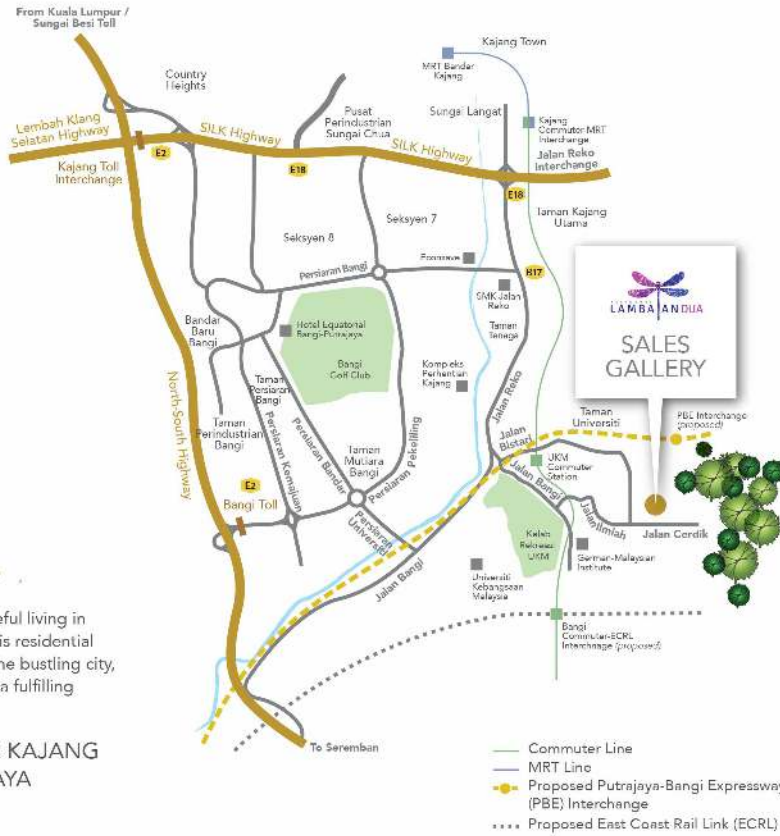 From Kuala Lumpur /
Sungai Besi Toll
Country
Heights
Lembah Klang
Selatan Highway
SILK Highway
Kajang Toll
Interchange
E2
Pusat
Perindustrian
Sungai Chua
E18
SILK Highway
MRT Bandar
Kajang
Kajang Town
Sungai Langat
Kajang
Commuter-MRT
Interchange
Jalan Reko
Interchange
E18
Taman Kajang
Utama
Seksyen 7
Seksyen 8
Persiaran Bangi
Econsave
B17
SMK Jalan
Reko
Taman
Tenaga
LAMBAIANDUA
SALES
GALLERY
Bandar
Baru
Bangi
Hotel Equatorial
Bangi-Putrajaya
Bangi
Golf Club
Kompleks
Perhentian
Kajang
Jalan Reko
Taman
Persiaran
Bangi
Taman
Perindustrian
Bangi
Persiaran Kemajuan
Persiaran Bandar
Taman
Mutiara
Bangi
Persiaran Pekeliling
North-South Highway
E2
Bangi Toll
Persiaran
Universiti
Jalan
Bistari
Taman
Universiti
PBE Interchange
(proposed)
UKM
Commuter
Station
Jalan Bangi
Jalan Ilmiah
Jalan Cerdik
Kelab
Rekreasi
UKM
German-Malaysian
Institute
Universiti
Kebangsaan
Malaysia
Jalan Bangi
Bangi
Commuter-ECRL
Interchnage (proposed)
eful living in
is residential
ne bustling city,
a fulfilling
KAJANG
AYA
To Seremban
Commuter Line
MRT Line
Proposed Putrajaya-Bangi Expressway
(PBE) Interchange
Proposed East Coast Rail Link (ECRL)